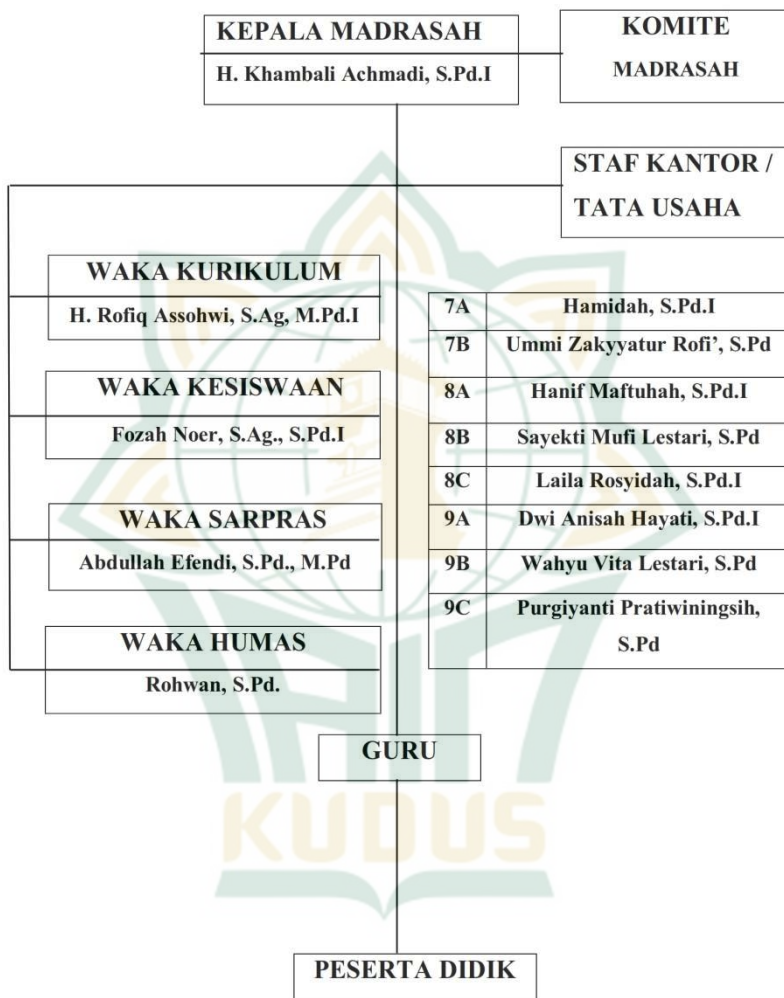 KEPALA MADRASAH
H. Khambali Achmadi, S.Pd.I
KOMITE
MADRASAH
STAF KANTOR /
TATA USAHA
WAKA KURIKULUM
H. Rofiq Assohwi, S.Ag, M.Pd.I
WAKA KESISWAAN
Fozah Noer, S.Ag., S.Pd.I
WAKA SARPRAS
Abdullah Efendi, S.Pd., M.Pd
WAKA HUMAS
Rohwan, S.Pd.
7A Hamidah, S.Pd.I
7B Ummi Zakyyatur Rofi’, S.Pd
8A Hanif Maftuhah, S.Pd.I
8B Sayekti Mufi Lestari, S.Pd
8C Laila Rosyidah, S.Pd.I
9A Dwi Anisah Hayati, S.Pd.I
9B Wahyu Vita Lestari, S.Pd
9C Purgiyanti Pratiwiningsih,
S.Pd
GURU
IAIN
KUDUS
PESERTA DIDIK